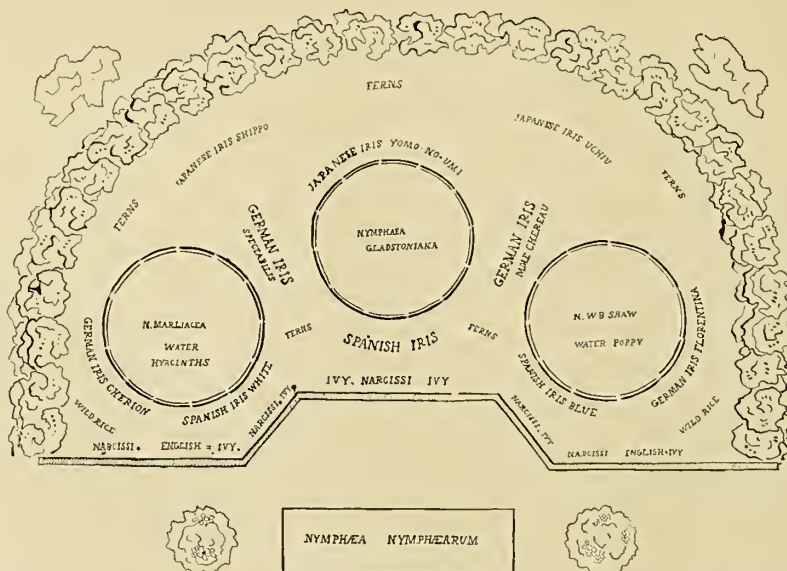 FERNS
JAPANESE IRIS SHIPPO
JAPANESE IRIS UCHIU
JAPANESE IRIS YOMO-NO-UMI
FERNS
FERNS
GERMAN IRIS
SPECTABILIS
NYMPHAEA
GLADSTONIANA
GERMAN IRIS
MME CHEREAU
N. MARLIACEA
WATER
HYACINTHS
N. W B SHAW
WATER POPPY
FERNS
SPANISH IRIS
FERNS
GERMAN IRIS
SPANISH IRIS WHITE
SPANISH IRIS BLUE
GERMAN IRIS FLORENTINA
IVY, NARCISSI IVY
WILD RICE
NARCISSI, IVY
NARCISSI, IVY
WILD RICE
NARCISSI. ENGLISH = IVY.
NARCISSI ENGLISH-IVY
NYMPHÆA NYMPHÆARUM